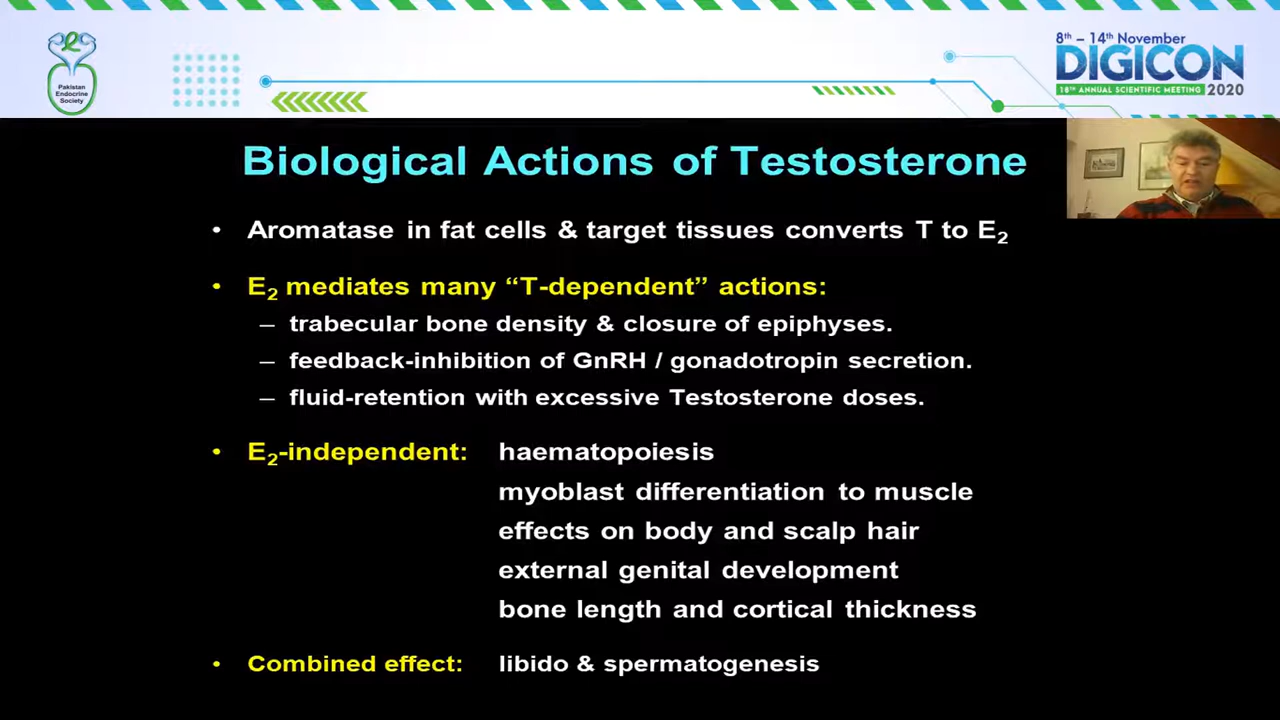 Pakistan
Endocrine
Society
8th – 14th November
DIGICON
18TH ANNUAL SCIENTIFIC MEETING 2020
Biological Actions of Testosterone
• Aromatase in fat cells & target tissues converts T to E2
• E2 mediates many “T-dependent” actions:
– trabecular bone density & closure of epiphyses.
– feedback-inhibition of GnRH / gonadotropin secretion.
– fluid-retention with excessive Testosterone doses.
• E2-independent: haematopoiesis
myoblast differentiation to muscle
effects on body and scalp hair
external genital development
bone length and cortical thickness
• Combined effect: libido & spermatogenesis